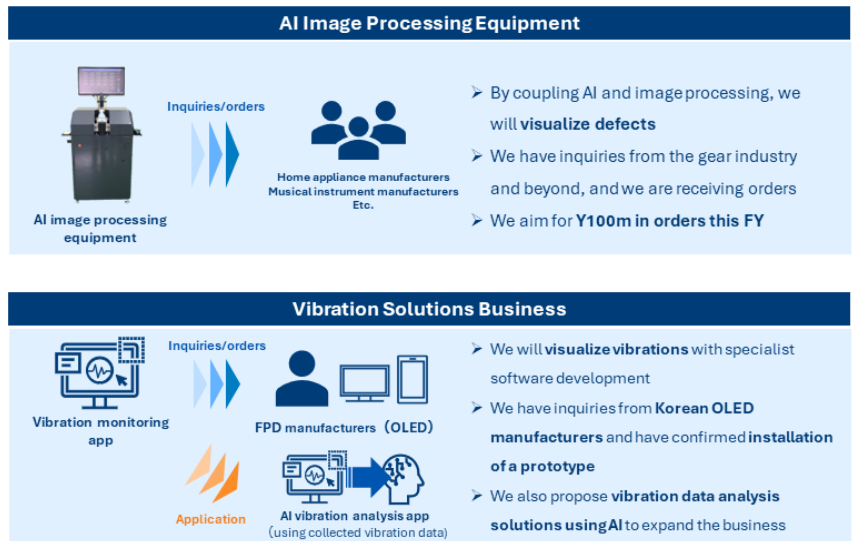 AI Image Processing Equipment
Inquiries/orders
Home appliance manufacturers
Musical instrument manufacturers
Etc.
AI image processing
equipment
➢ By coupling AI and image processing, we
will visualize defects
➢ We have inquiries from the gear industry
and beyond, and we are receiving orders
➢ We aim for Y100m in orders this FY
Vibration Solutions Business
Inquiries/orders
Vibration monitoring
app
FPD manufacturers (OLED)
Application
AI vibration analysis app
(using collected vibration data)
➢ We will visualize vibrations with specialist
software development
➢ We have inquiries from Korean OLED
manufacturers and have confirmed installation
of a prototype
➢ We also propose vibration data analysis
solutions using AI to expand the business